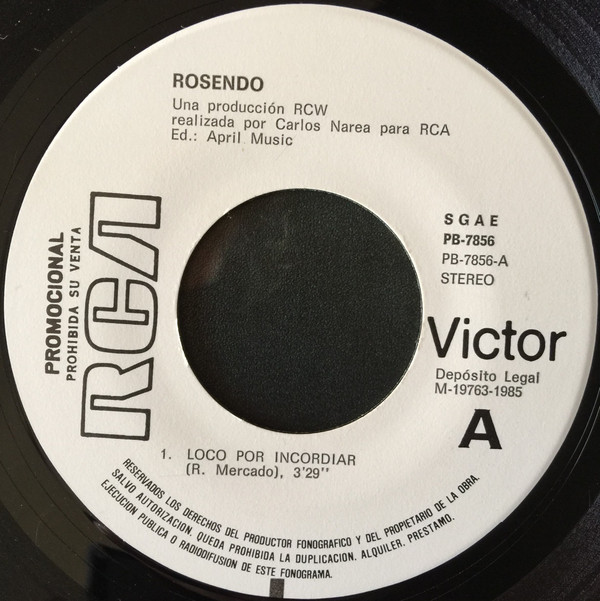 ROSENDO
Una producción RCW
realizada por Carlos Narea para RCA
Ed.: April Music
PROMOCIONAL
PROHIBIDA SU VENTA
RCA
S G A E
PB-7856
PB-7856-A
STEREO
Victor
Depósito Legal
M-19763-1985
A
1. LOCO POR INCORDIAR
(R. Mercado), 3'29"
RESERVADOS LOS DERECHOS DEL PRODUCTOR FONOGRAFICO Y DEL PROPIETARIO DE LA OBRA.
SALVO AUTORIZACION. QUEDA PROHIBIDA LA DUPLICACION. ALQUILER. PRESTAMO.
EJECUCION PUBLICA O RADIODIFUSION DE ESTE FONOGRAMA.